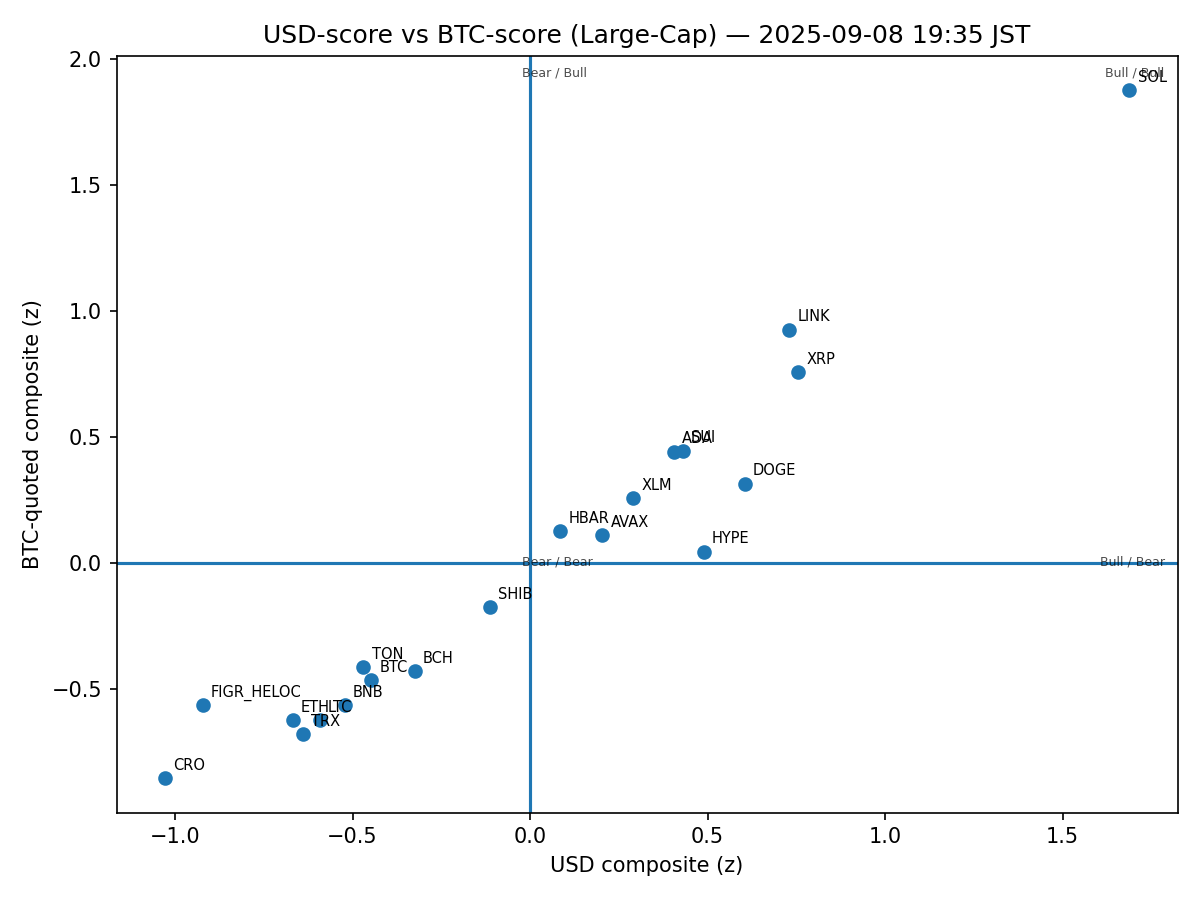 USD-score vs BTC-score (Large-Cap) — 2025-09-08 19:35 JST
2.0
Bear / Bull
Bull / Bull
SOL
1.5
1.0
LINK
XRP
0.5
ADA
SUI
DOGE
XLM
HBAR
AVAX
HYPE
0.0
Bear / Bear
Bull / Bear
SHIB
TON
BTC
BCH
−0.5
FIGR_HELOC
BNB
ETH
LTC
TRX
CRO
−1.0
−0.5
0.0
0.5
1.0
1.5
USD composite (z)
BTC-quoted composite (z)